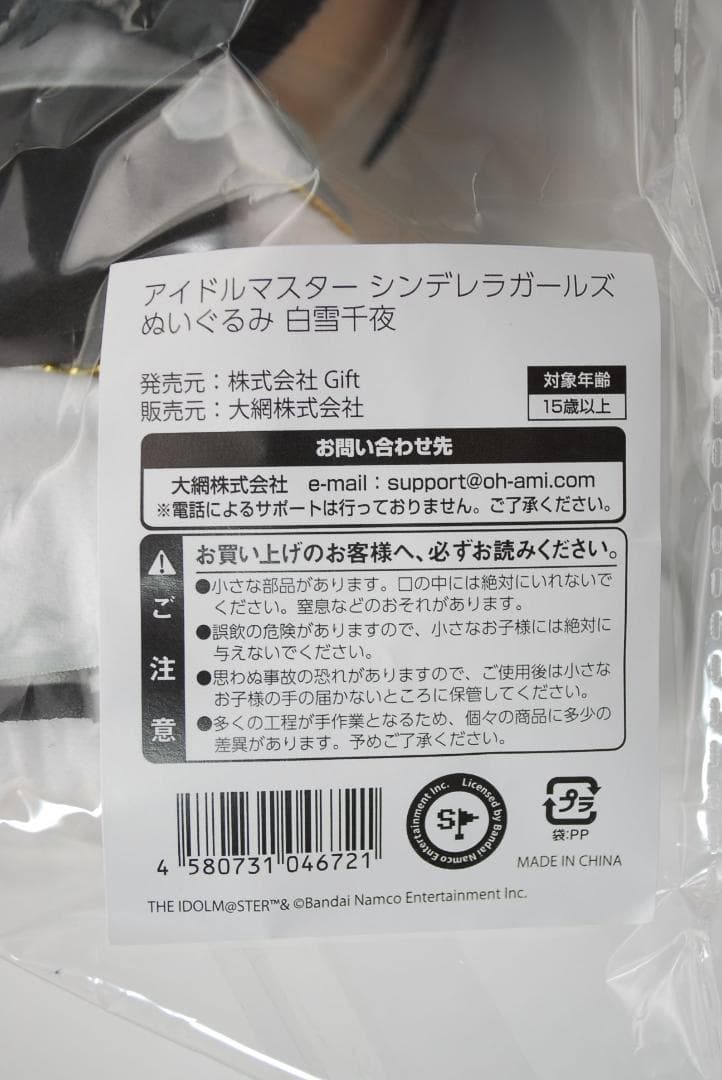 アイドルマスター シンデレラガールズ
ぬいぐるみ 白雪千夜
発売元：株式会社 Gift
販売元：大網株式会社
対象年齢
15歳以上
お問い合わせ先
大網株式会社　e-mail：support@oh-ami.com
※電話によるサポートは行っておりません。ご了承ください。
ご注意
お買い上げのお客様へ、必ずお読みください。
●小さな部品があります。口の中には絶対にいれないで
ください。窒息などのおそれがあります。
●誤飲の危険がありますので、小さなお子様には絶対に
与えないでください。
●思わぬ事故の恐れがありますので、ご使用後は小さな
お子様の手の届かないところに保管してください。
●多くの工程が手作業となるため、個々の商品に多少の
差異があります。予めご了承ください。
4 580731 046721
Licensed by Bandai Namco Entertainment Inc.
SP
プラ
袋:PP
MADE IN CHINA
THE IDOLM@STER™& ©Bandai Namco Entertainment Inc.